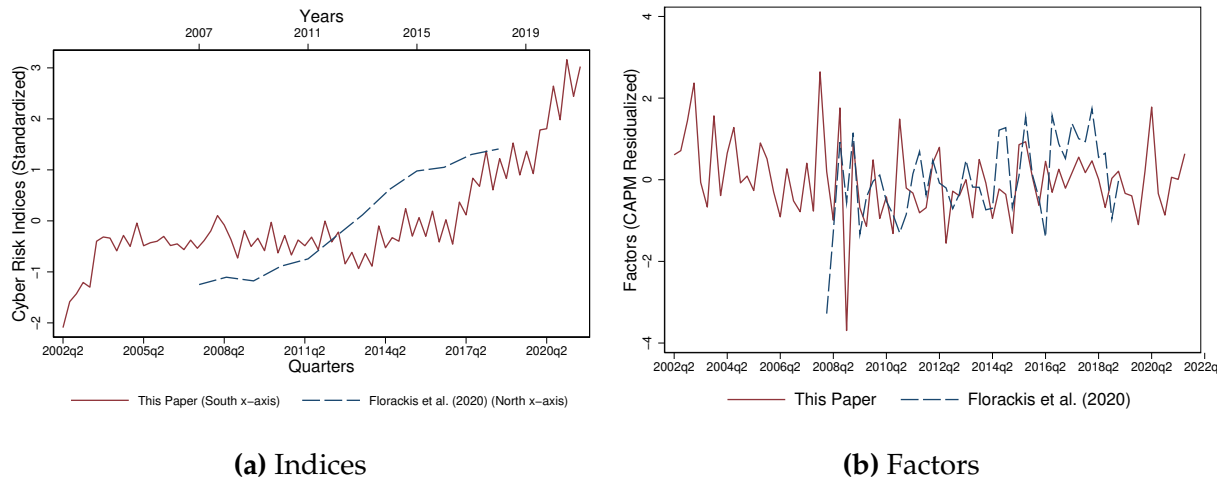 Years
2007 2011 2015 2019
Cyber Risk Indices (Standardized)
3
2
1
0
−1
−2
2002q2 2005q2 2008q2 2011q2 2014q2 2017q2 2020q2
Quarters
This Paper (South x−axis) Florackis et al. (2020) (North x−axis)
(a) Indices
Factors (CAPM Residualized)
4
2
0
−2
−4
2002q2 2004q2 2006q2 2008q2 2010q2 2012q2 2014q2 2016q2 2018q2 2020q2 2022q
This Paper Florackis et al. (2020)
(b) Factors